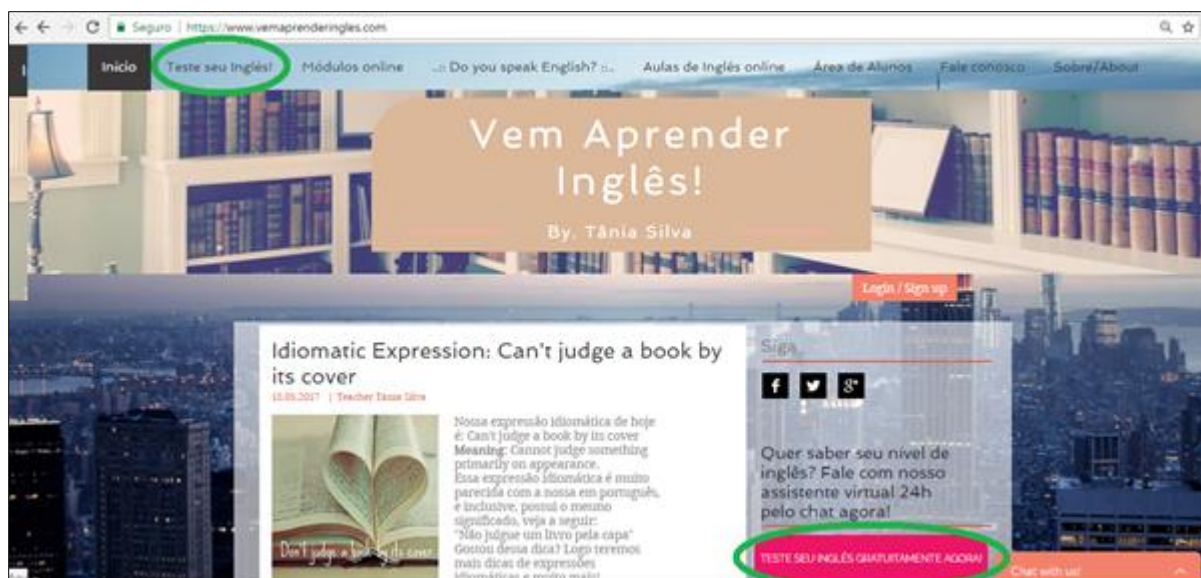 Seguro | https://www.vemaprenderingles.com
Início Teste seu Inglês! Módulos online ..:: Do you speak English? ::.. Aulas de Inglês online Área de Alunos Fale conosco Sobre/About
Vem Aprender
Inglês!
By, Tânia Silva
Login / Sign up
Idiomatic Expression: Can't judge a book by
its cover
| Teacher Tânia Silva
Nossa expressão idiomática de hoje
é: Can't judge a book by its cover
Meaning: Cannot judge something
primarily on appearance.
Essa expressão idiomática é muito
parecida com a nossa em português,
e inclusive, possui o mesmo
significado, veja a seguir:
"Não julgue um livro pela capa"
Gostou dessa dica? Logo teremos
mais dicas de expressões
idiomáticas e muito mais!
Don't judge a book by its cover
Siga
Quer saber seu nível de
inglês? Fale com nosso
assistente virtual 24h
pelo chat agora!
TESTE SEU INGLÊS GRATUITAMENTE AGORA!
Chat with us!